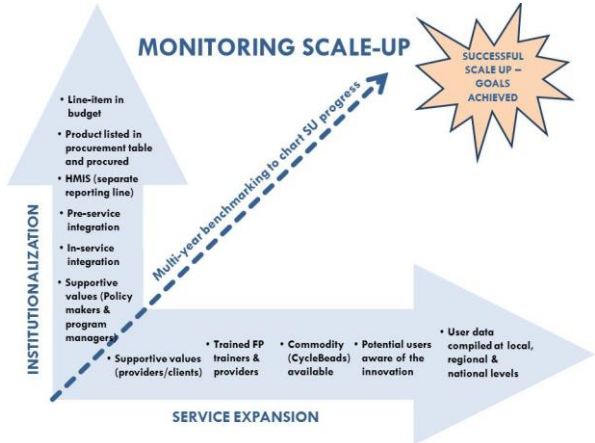 MONITORING SCALE-UP
SUCCESSFUL
SCALE UP –
GOALS
ACHIEVED
• Line-item in
budget
• Product listed in
procurement table
and procured
• HMIS (separate
reporting line)
• Pre-service
integration
• In-service
integration
• Supportive
values (Policy
makers &
program
managers)
INSTITUTIONALIZATION
Multi-year benchmarking to chart SU progress
• Supportive values
(providers/clients)
• Trained FP
trainers &
providers
• Commodity
(CycleBeads)
available
• Potential users
aware of the
innovation
• User data
compiled at local,
regional &
national levels
SERVICE EXPANSION